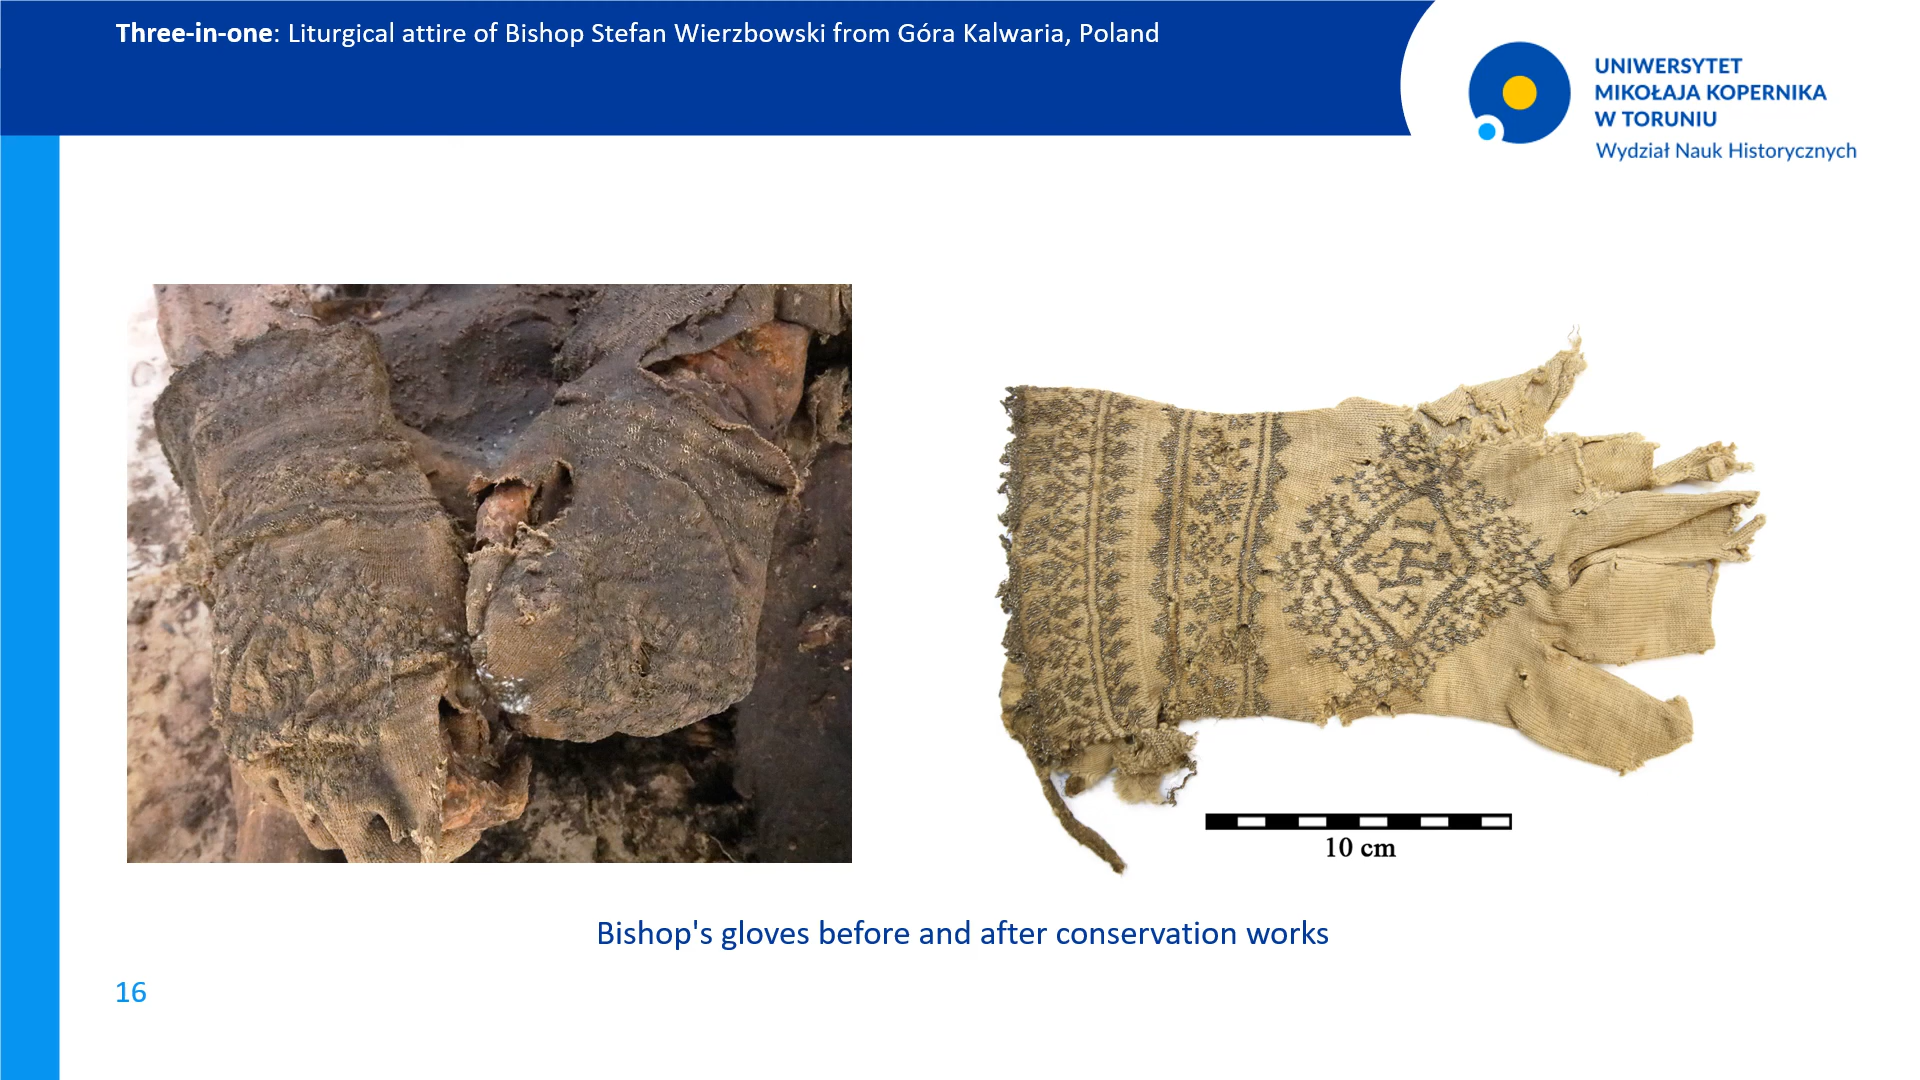 Three-in-one: Liturgical attire of Bishop Stefan Wierzbowski from Góra Kalwaria, Poland
UNIWERSYTET
MIKOŁAJA KOPERNIKA
W TORUNIU
Wydział Nauk Historycznych
10 cm
Bishop's gloves before and after conservation works
16